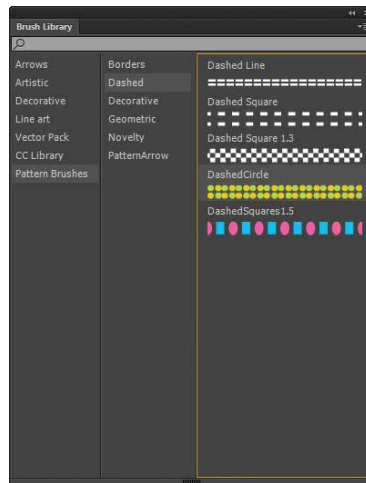 Brush Library
Arrows
Artistic
Decorative
Line art
Vector Pack
CC Library
Pattern Brushes
Borders
Dashed
Decorative
Geometric
Novelty
PatternArrow
Dashed Line
Dashed Square
Dashed Square 1.3
DashedCircle
DashedSquares1.5